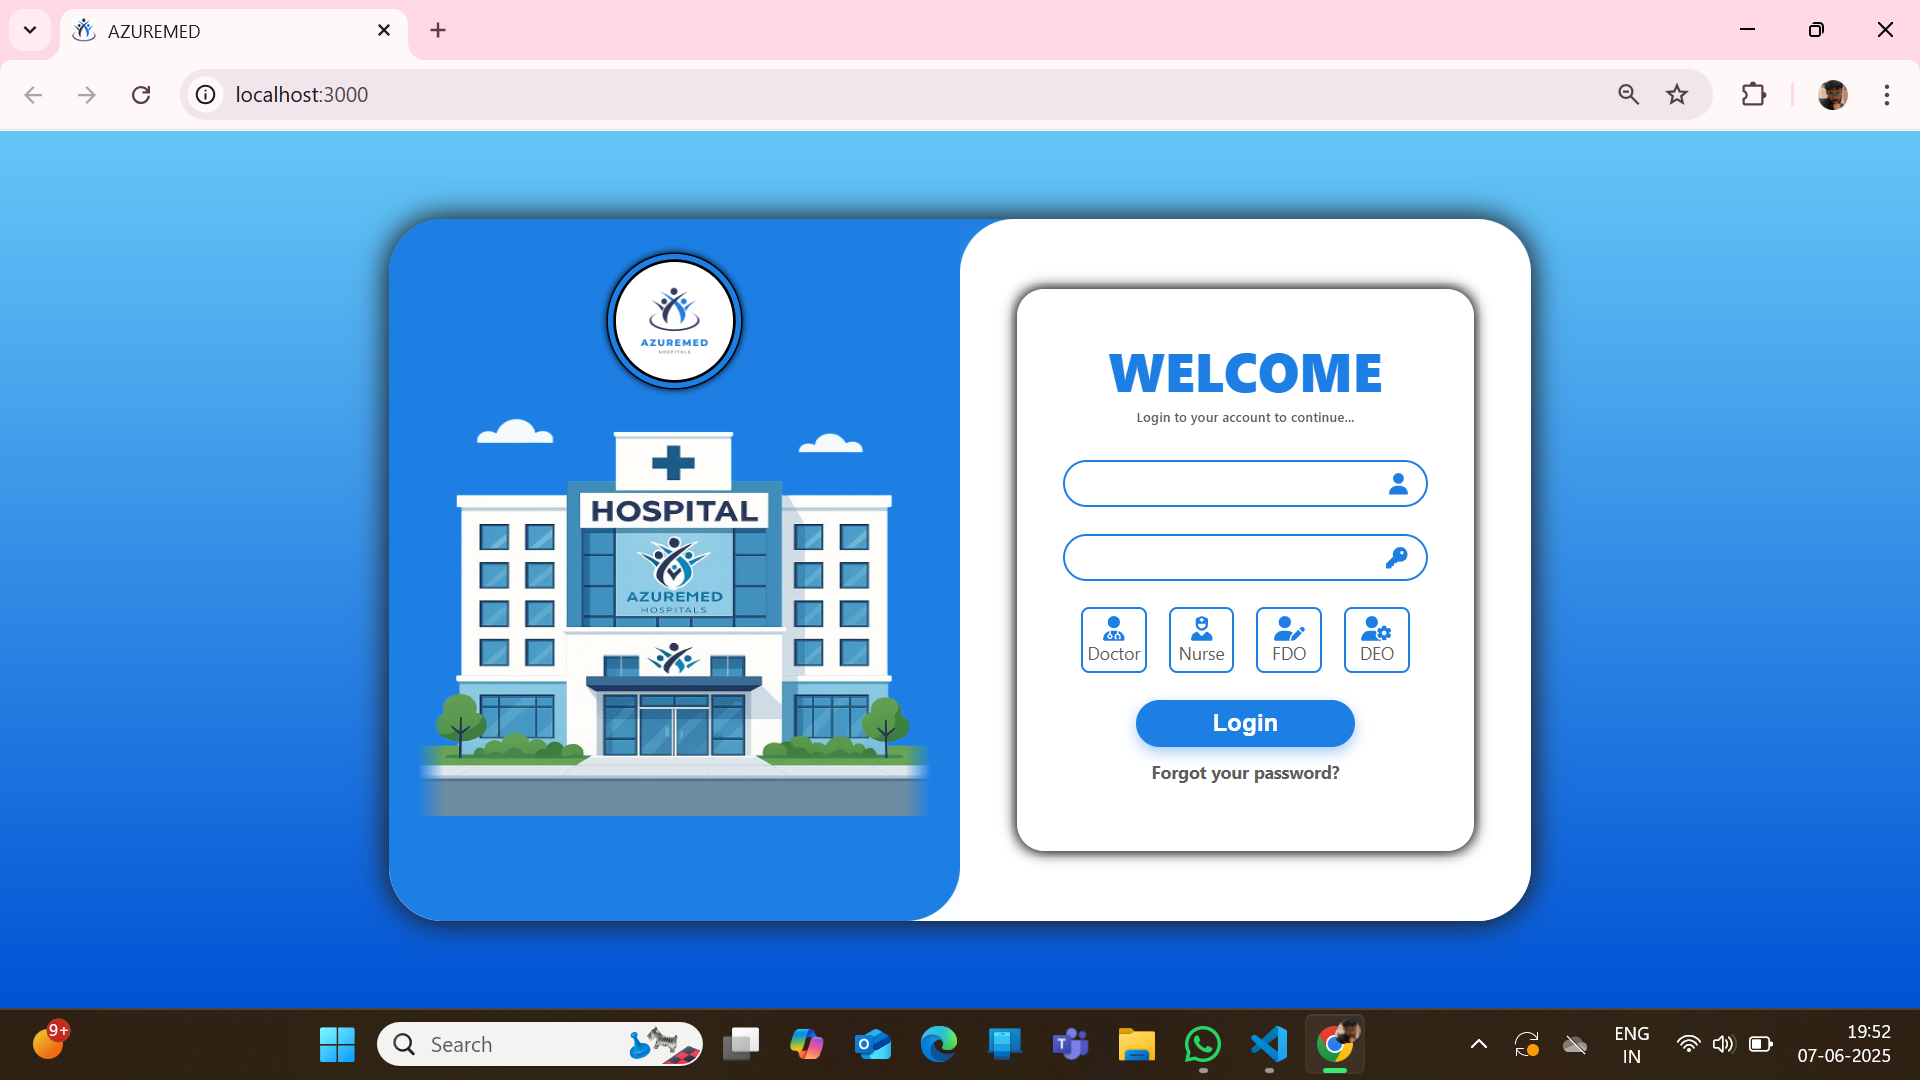 AZUREMED
localhost:3000
AZUREMED
HOSPITALS
HOSPITAL
AZUREMED
HOSPITALS
WELCOME
Login to your account to continue...
Doctor
Nurse
FDO
DEO
Login
Forgot your password?
9+
Search
ENG
IN
19:52
07-06-2025